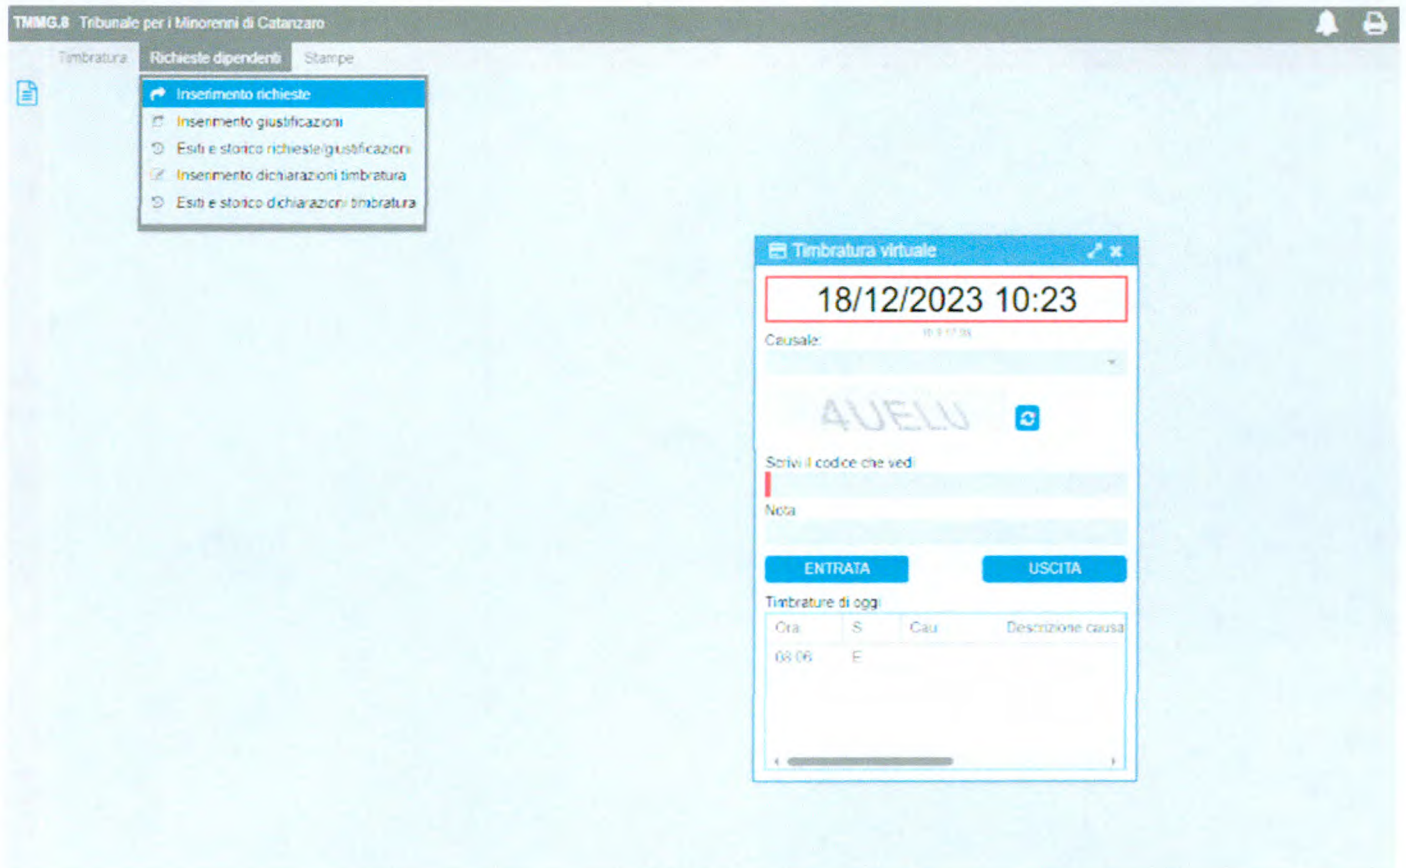 TMMG.8 Tribunale per i Minorenni di Catanzaro
Timbratura Richieste dipendenti Stampe
Inserimento richieste
Inserimento giustificazioni
Esiti e storico richieste/giustificazioni
Inserimento dichiarazioni timbratura
Esiti e storico dichiarazioni timbratura
Timbratura virtuale
18/12/2023 10:23
Causale:
4UELU
Scrivi il codice che vedi
Nota
ENTRATA USCITA
Timbrature di oggi
Ora S Cau Descrizione causa
08:06 E